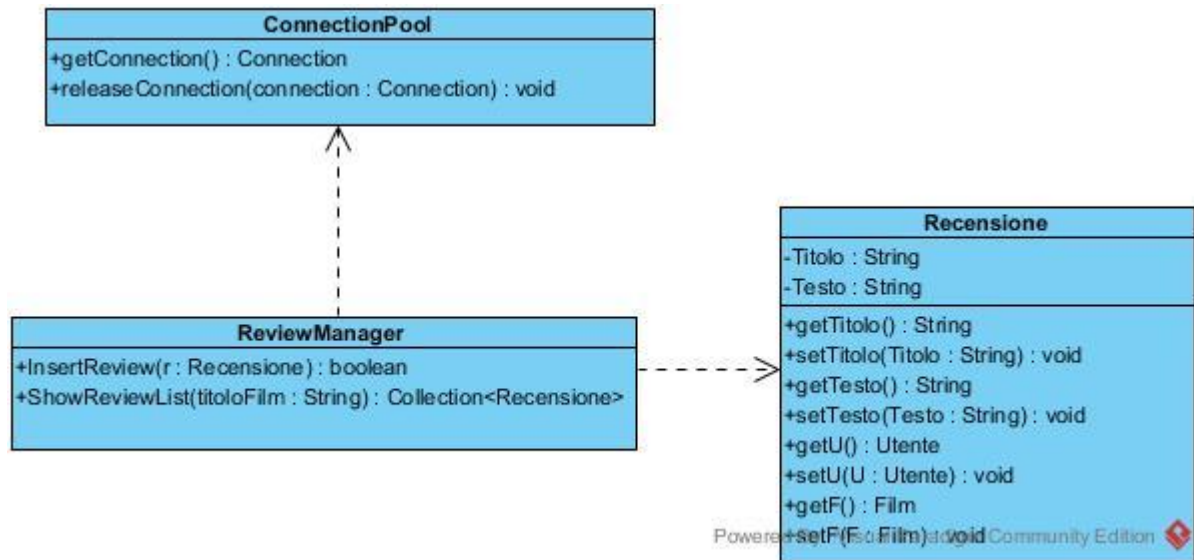 ConnectionPool
+getConnection() : Connection
+releaseConnection(connection : Connection) : void
ReviewManager
+InsertReview(r : Recensione) : boolean
+ShowReviewList(titoloFilm : String) : Collection<Recensione>
Recensione
-Titolo : String
-Testo : String
+getTitolo() : String
+setTitolo(Titolo : String) : void
+getTesto() : String
+setTesto(Testo : String) : void
+getU() : Utente
+setU(U : Utente) : void
+getF() : Film
+setF(F : Film) : void
Powered Community Edition